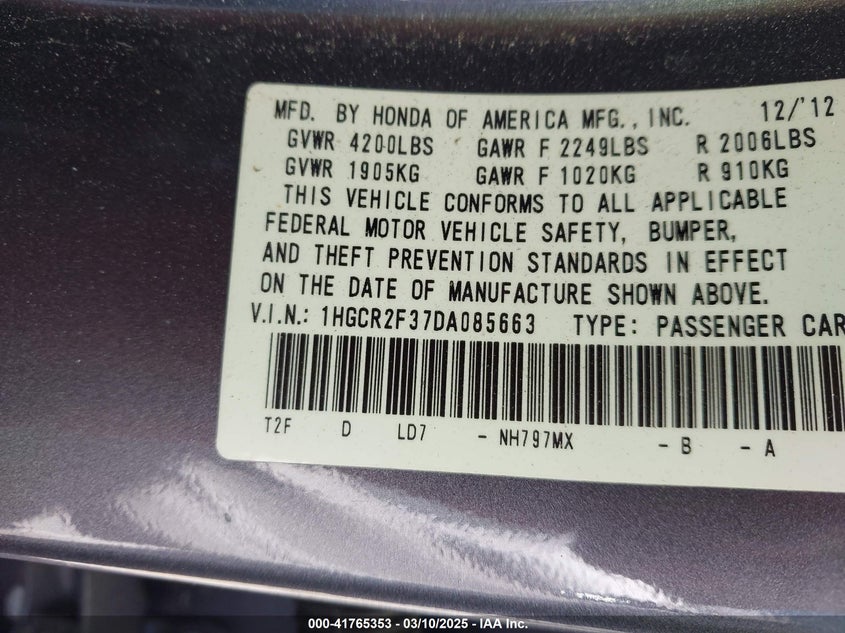 MFD. BY HONDA OF AMERICA MFG., INC. 12/'12
GVWR 4200LBS GAWR F 2249LBS R 2006LBS
GVWR 1905KG GAWR F 1020KG R 910KG
THIS VEHICLE CONFORMS TO ALL APPLICABLE
FEDERAL MOTOR VEHICLE SAFETY, BUMPER,
AND THEFT PREVENTION STANDARDS IN EFFECT
ON THE DATE OF MANUFACTURE SHOWN ABOVE.
V.I.N.: 1HGCR2F37DA085663 TYPE: PASSENGER CAR
T2F D LD7 - NH797MX - B - A
000-41765353 — 03/10/2025 — IAA Inc.